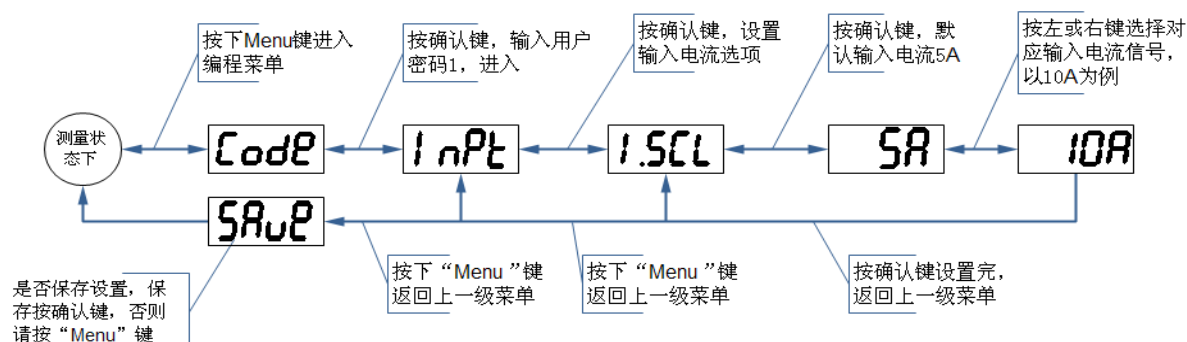 按下Menu键进入
编程菜单
按确认键，输入用户
密码1，进入
按确认键，设置
输入电流选项
按确认键，默
认输入电流5A
按左或右键选择对
应输入电流信号，
以10A为例
测量状
态下
CodE
InPt
I.SCL
5A
10A
SAvE
是否保存设置，保
存按确认键，否则
请按“Menu”键
按下“Menu”键
返回上一级菜单
按下“Menu”键
返回上一级菜单
按确认键设置完，
返回上一级菜单